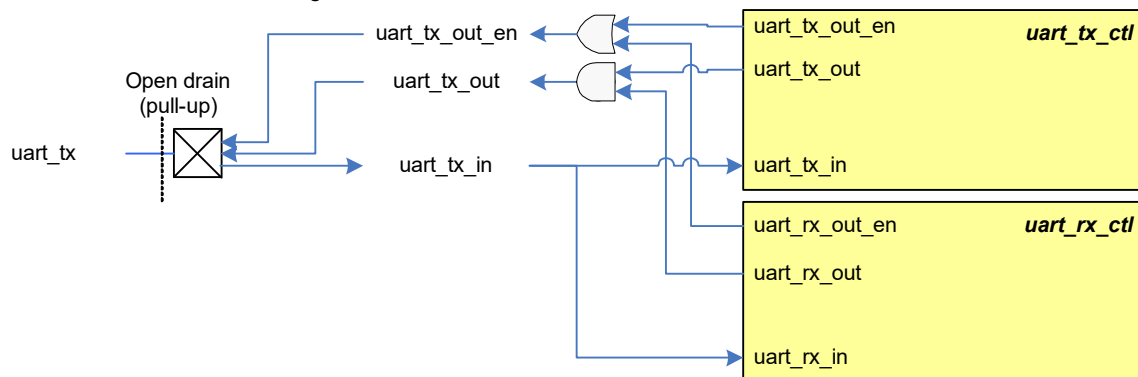 uart_tx_out_en
uart_tx_out_en
uart_tx_ctl
uart_tx_out
uart_tx_out
Open drain
(pull-up)
uart_tx
uart_tx_in
uart_tx_in
uart_rx_out_en
uart_rx_ctl
uart_rx_out
uart_rx_in